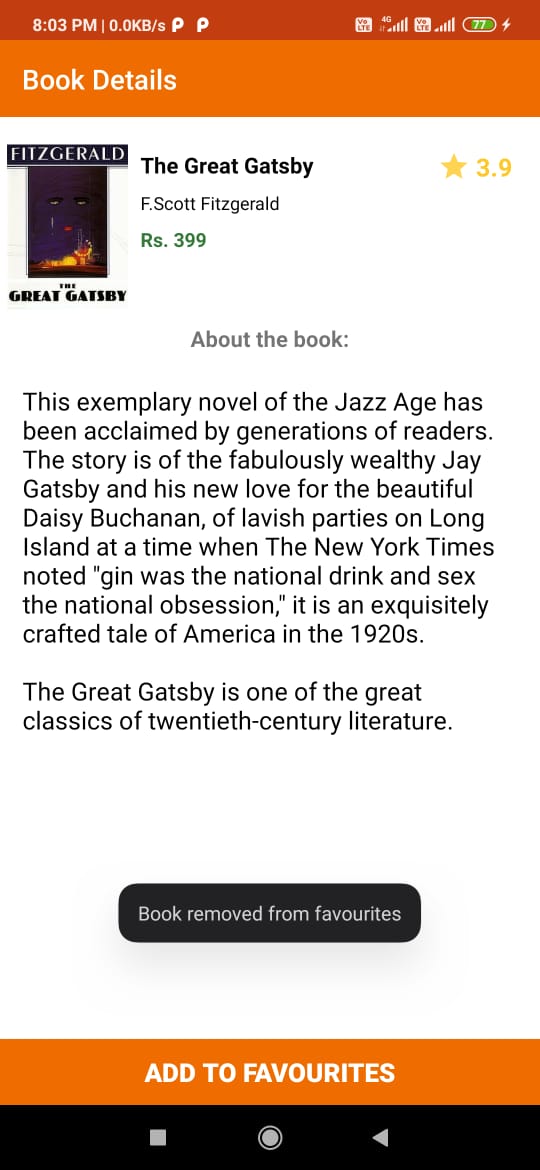 8:03 PM | 0.0KB/s
Vo LTE 4G Vo LTE 77
Book Details
FITZGERALD
THE
GREAT GATSBY
The Great Gatsby
3.9
F.Scott Fitzgerald
Rs. 399
About the book:
This exemplary novel of the Jazz Age has
been acclaimed by generations of readers.
The story is of the fabulously wealthy Jay
Gatsby and his new love for the beautiful
Daisy Buchanan, of lavish parties on Long
Island at a time when The New York Times
noted "gin was the national drink and sex
the national obsession," it is an exquisitely
crafted tale of America in the 1920s.
The Great Gatsby is one of the great
classics of twentieth-century literature.
Book removed from favourites
ADD TO FAVOURITES